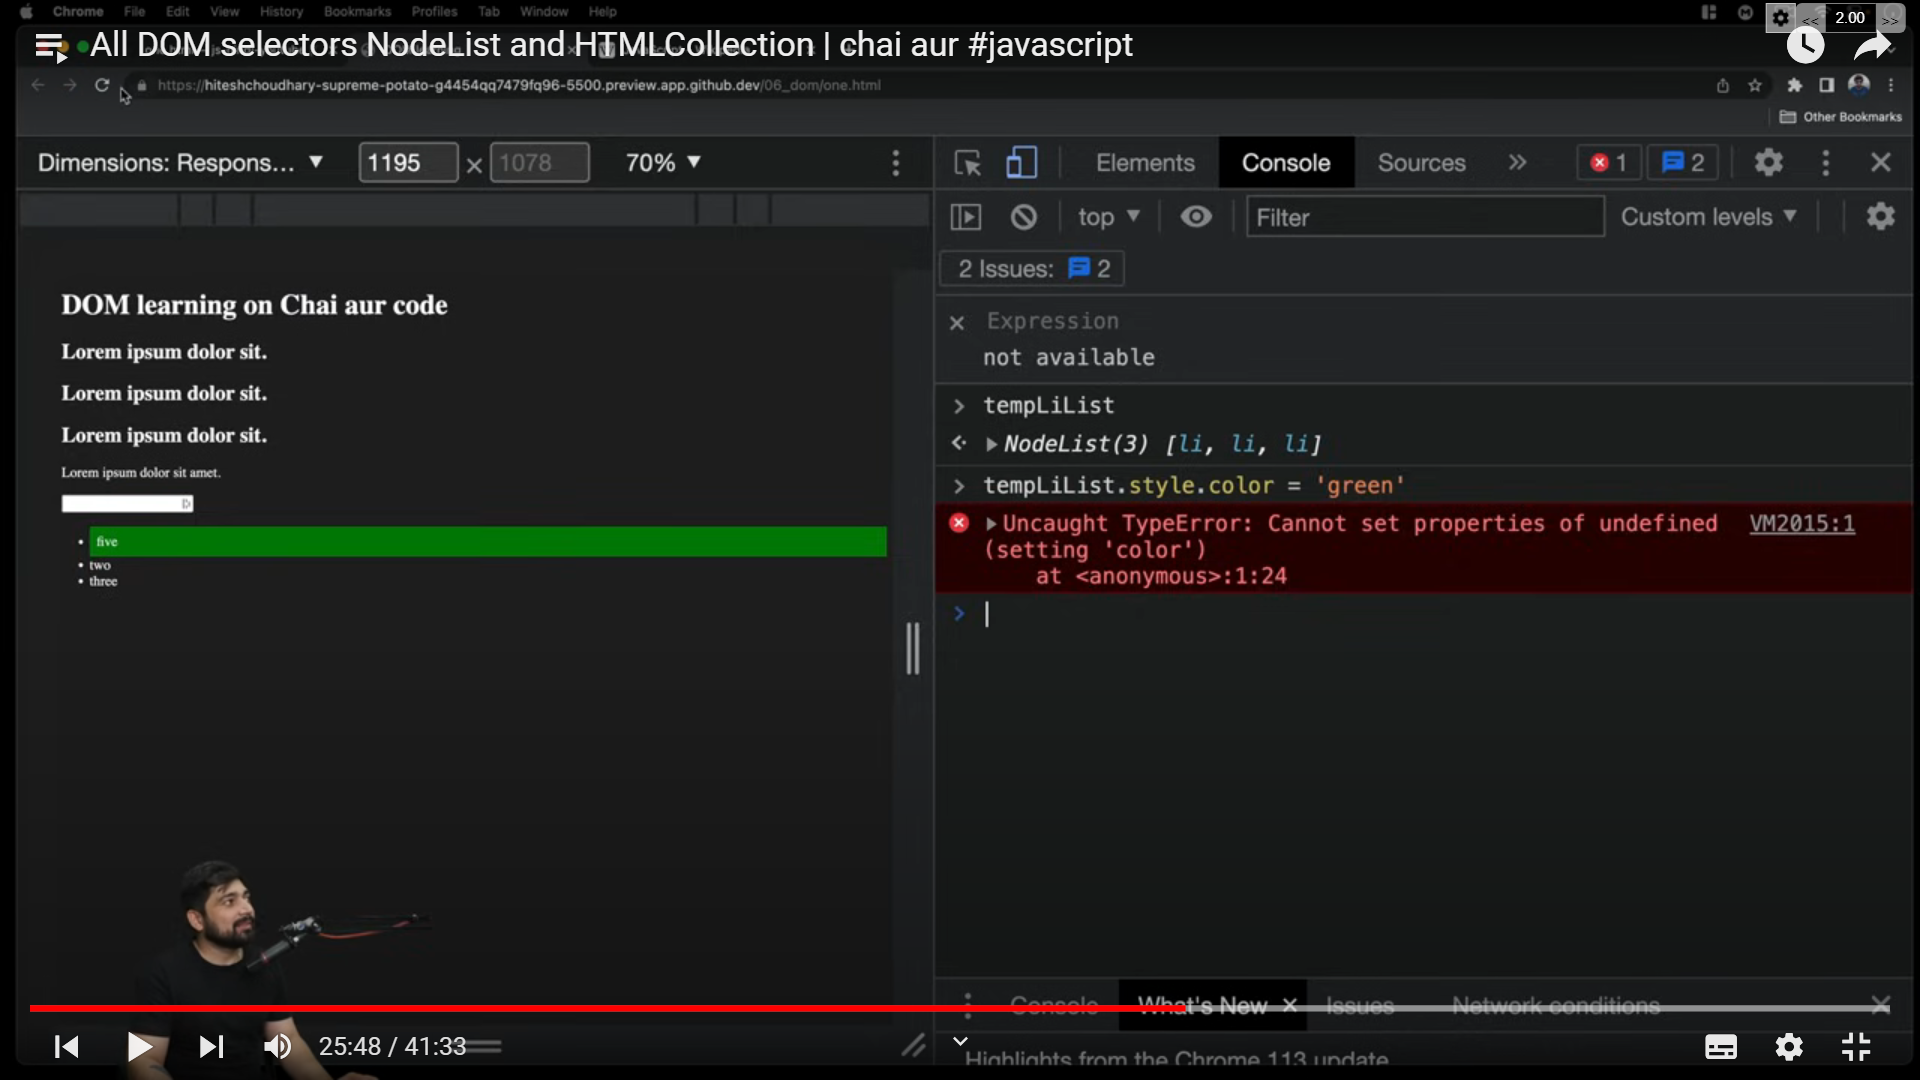 Chrome File Edit View History Bookmarks Profiles Tab Window Help
<< 2.00 >>
All DOM selectors NodeList and HTMLCollection | chai aur #javascript
https://hiteshchoudhary-supreme-potato-g4454qq7479fq96-5500.preview.app.github.dev/06_dom/one.html
Other Bookmarks
Dimensions: Respons... ▼ 1195 × 1078 70% ▼
Elements Console Sources » 1 2
top ▼ Filter Custom levels ▼
2 Issues: 2
Expression
not available
DOM learning on Chai aur code
Lorem ipsum dolor sit.
Lorem ipsum dolor sit.
Lorem ipsum dolor sit.
Lorem ipsum dolor sit amet.
• five
• two
• three
tempLiList
NodeList(3) [li, li, li]
tempLiList.style.color = 'green'
Uncaught TypeError: Cannot set properties of undefined VM2015:1
(setting 'color')
at <anonymous>:1:24
Console What's New × Issues Network conditions
25:48 / 41:33
Highlights from the Chrome 113 update